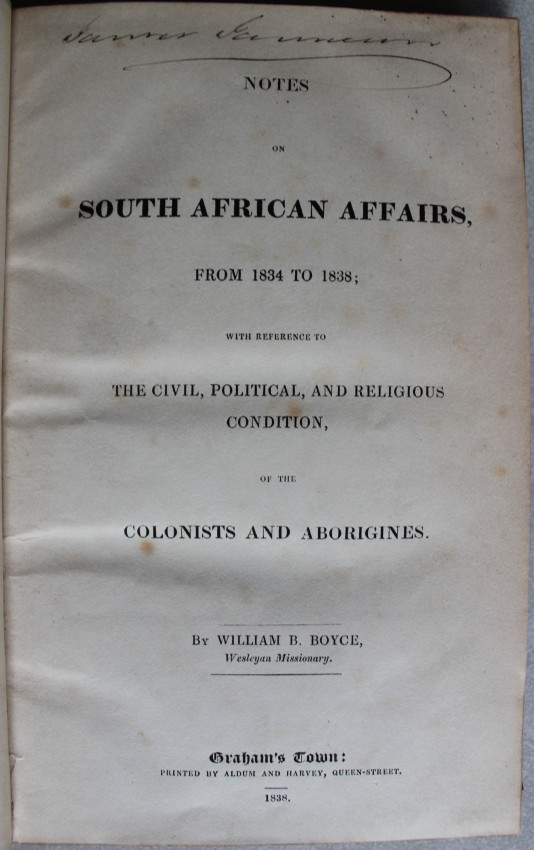 NOTES
ON
SOUTH AFRICAN AFFAIRS,
FROM 1834 TO 1838;
WITH REFERENCE TO
THE CIVIL, POLITICAL, AND RELIGIOUS
CONDITION,
OF THE
COLONISTS AND ABORIGINES.
BY WILLIAM B. BOYCE,
Wesleyan Missionary.
Graham's Town:
PRINTED BY ALDUM AND HARVEY, QUEEN-STREET.
1838.